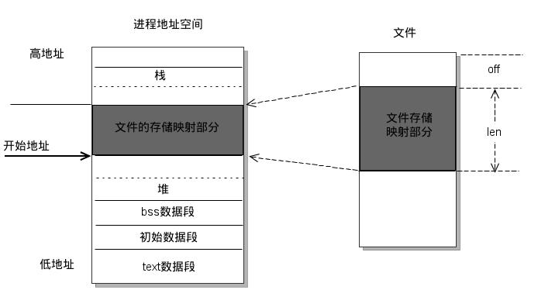 进程地址空间
文件
高地址
栈
off
文件的存储映射部分
文件存储
映射部分
len
开始地址
堆
bss数据段
初始数据段
低地址
text数据段